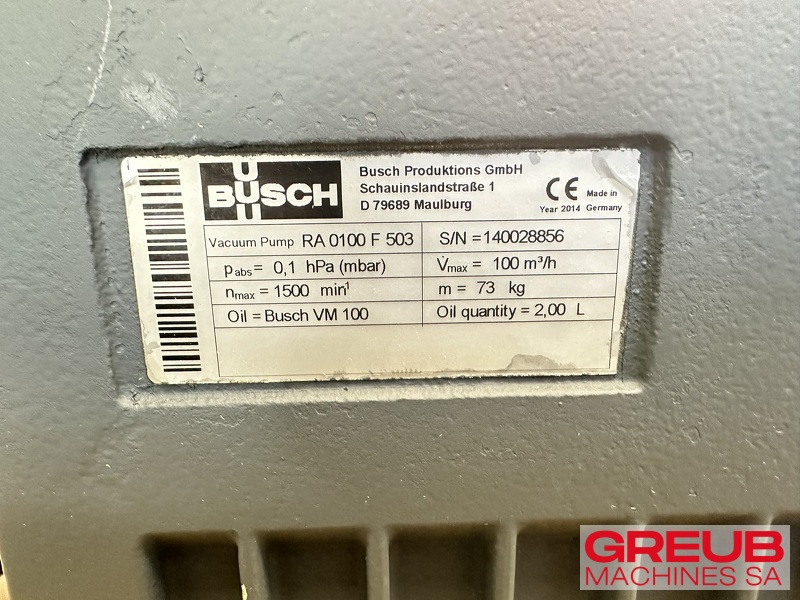 BUSCH
Busch Produktions GmbH
Schauinslandstraße 1
D 79689 Maulburg
CE Made in
Year 2014 Germany
Vacuum Pump RA 0100 F 503 S/N =140028856
pabs= 0,1 hPa (mbar) V̇max = 100 m³/h
nmax = 1500 min¹ m = 73 kg
Oil = Busch VM 100 Oil quantity = 2,00 L
GREUB
MACHINES SA